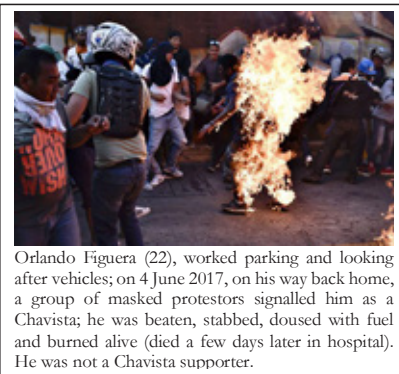 Orlando Figuera (22), worked parking and looking
after vehicles; on 4 June 2017, on his way back home,
a group of masked protestors signalled him as a
Chavista; he was beaten, stabbed, doused with fuel
and burned alive (died a few days later in hospital).
He was not a Chavista supporter.